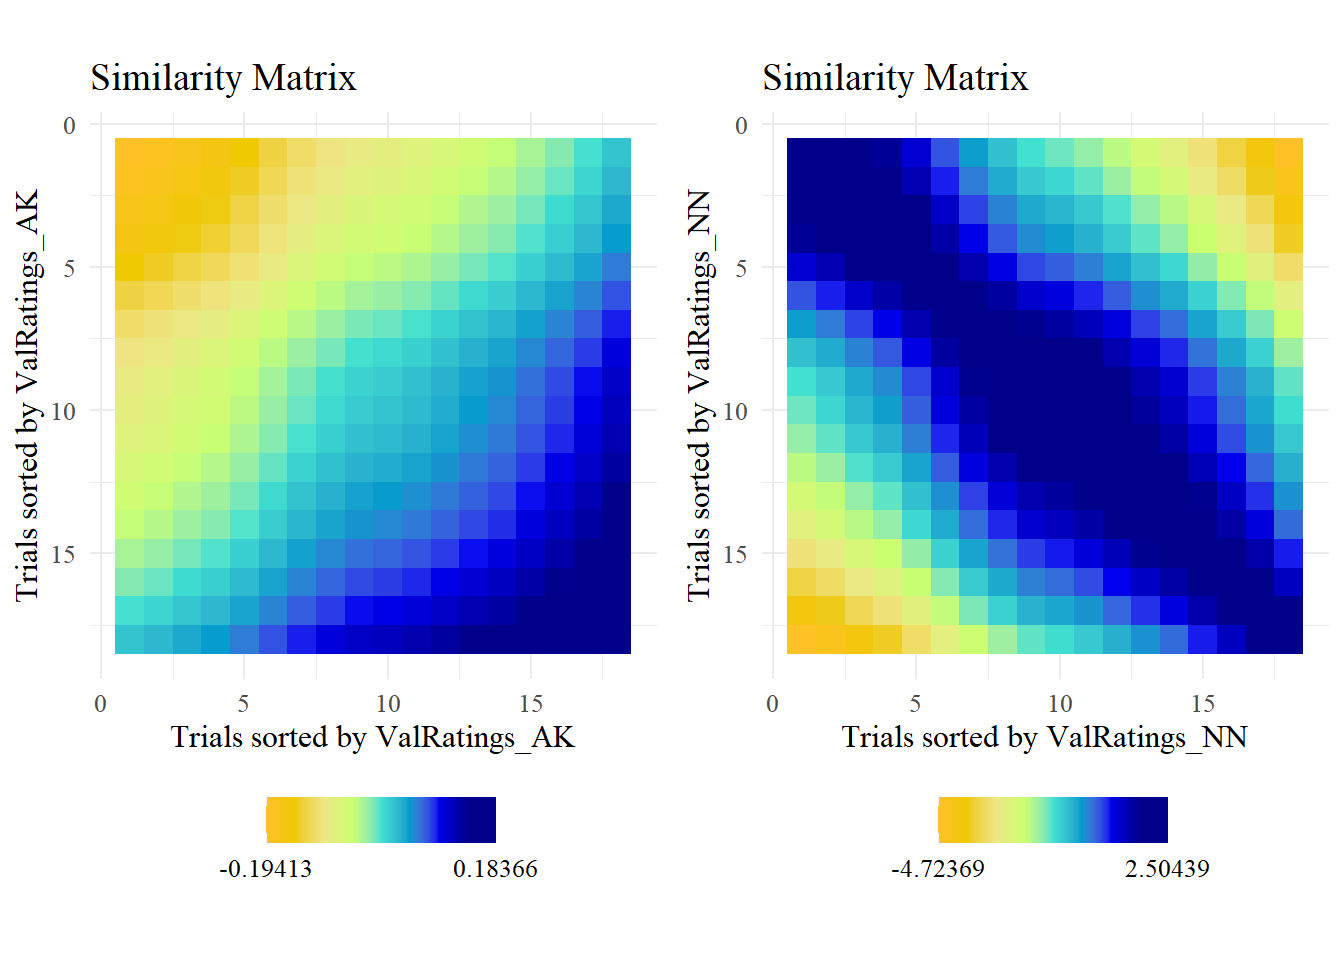 Similarity Matrix
0
5
10
15
Trials sorted by ValRatings_AK
0 5 10 15
Trials sorted by ValRatings_AK
-0.19413 0.18366
Similarity Matrix
0
5
10
15
Trials sorted by ValRatings_NN
0 5 10 15
Trials sorted by ValRatings_NN
-4.72369 2.50439